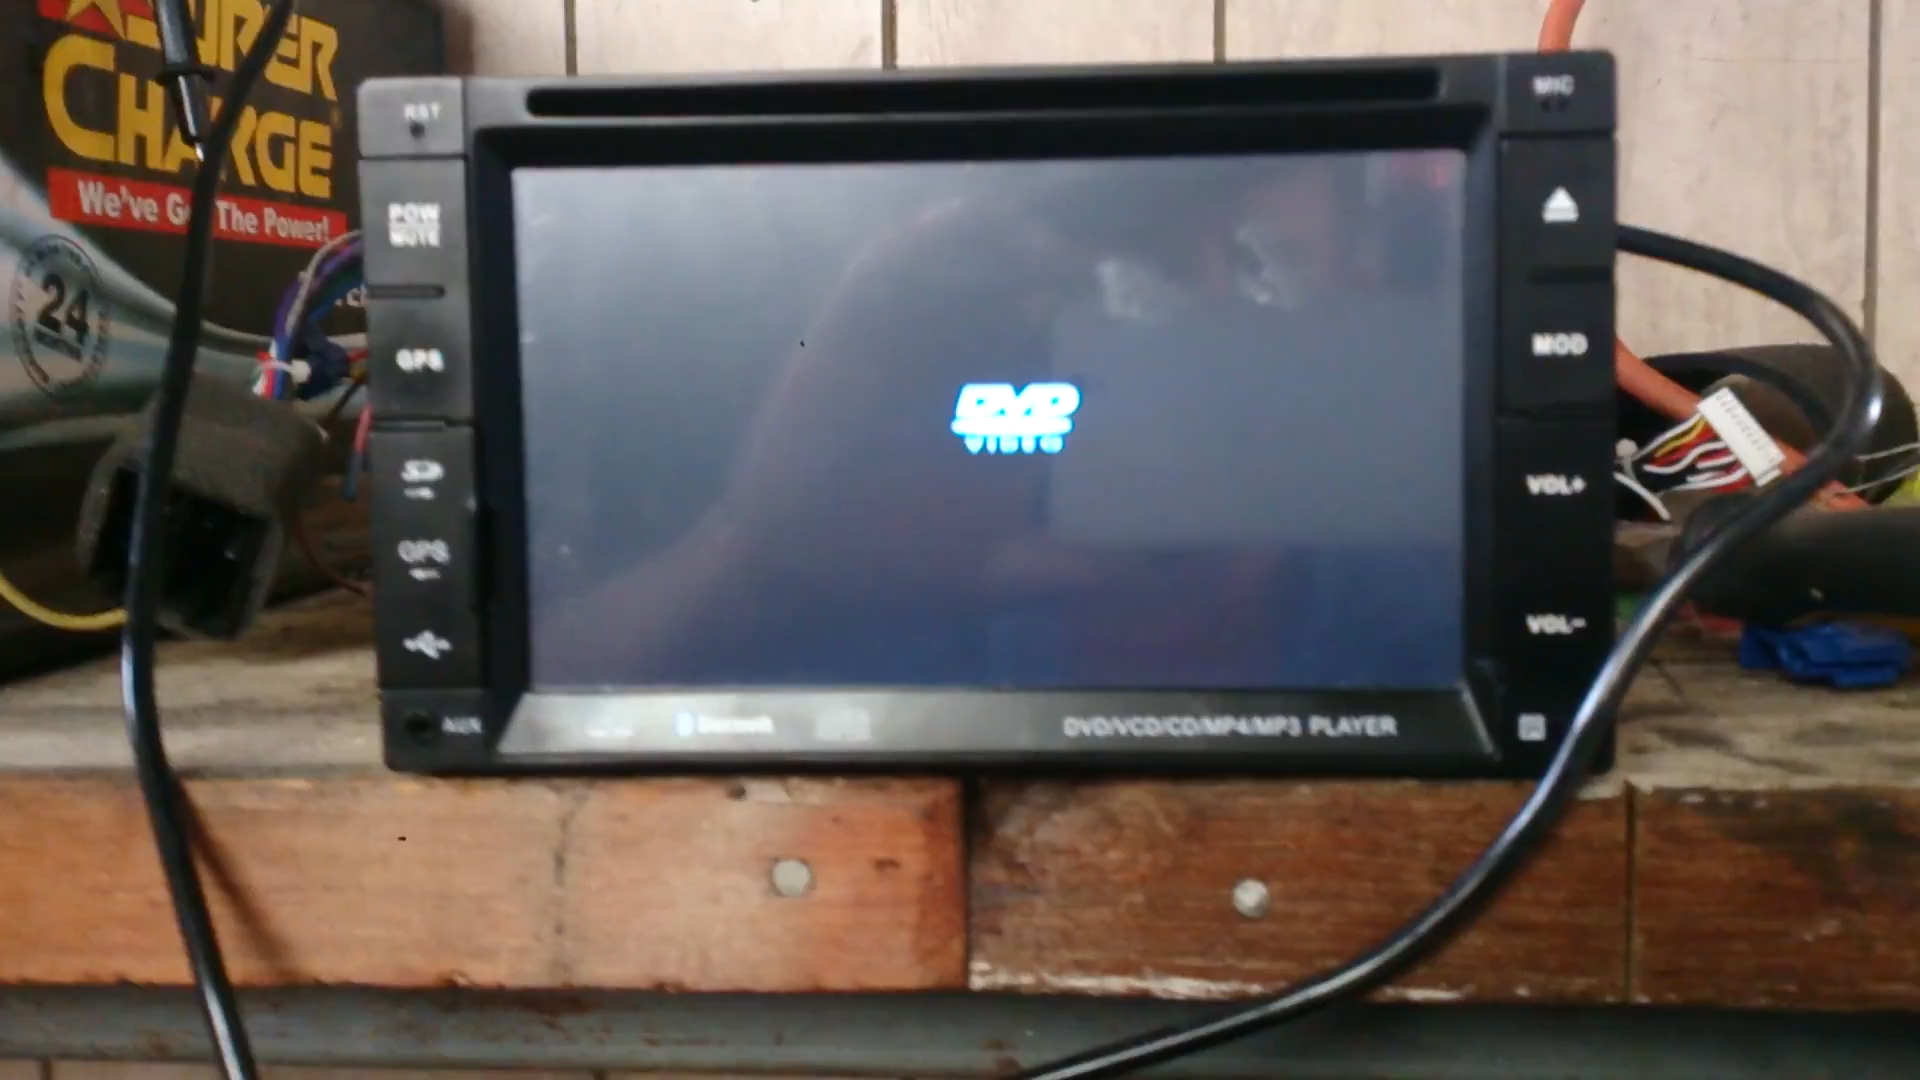 SUPER
CHARGE
We've Got The Power!
24
RST
POW
MUTE
GPS
SD
GPS
AUX
MIC
MOD
VOL+
VOL-
DVD
VIDEO
Bluetooth
DVD/VCD/CD/MP4/MP3 PLAYER